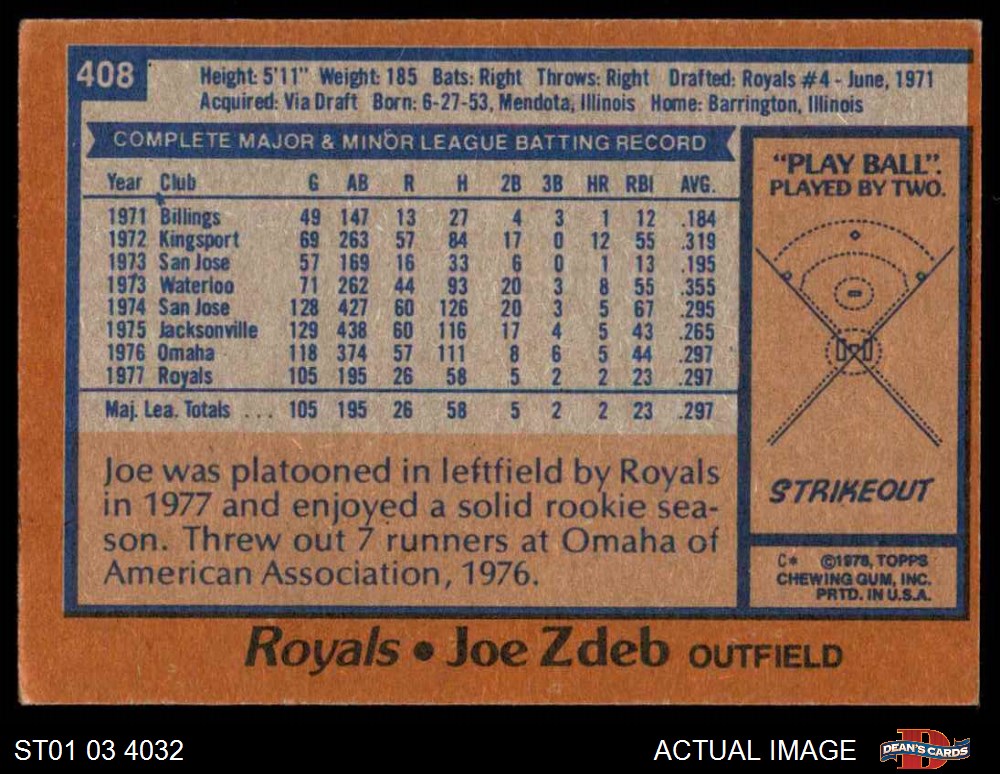 408
Height: 5'11" Weight: 185 Bats: Right Throws: Right Drafted: Royals #4 - June, 1971
Acquired: Via Draft Born: 6-27-53, Mendota, Illinois Home: Barrington, Illinois
COMPLETE MAJOR & MINOR LEAGUE BATTING RECORD
Year Club G AB R H 2B 3B HR RBI AVG.
1971 Billings 49 147 13 27 4 3 1 12 .184
1972 Kingsport 69 263 57 84 17 0 12 55 .319
1973 San Jose 57 169 16 33 6 0 1 13 .195
1973 Waterloo 71 262 44 93 20 3 8 55 .355
1974 San Jose 128 427 60 126 20 3 5 67 .295
1975 Jacksonville 129 438 60 116 17 4 5 43 .265
1976 Omaha 118 374 57 111 8 6 5 44 .297
1977 Royals 105 195 26 58 5 2 2 23 .297
Maj. Lea. Totals ... 105 195 26 58 5 2 2 23 .297
Joe was platooned in leftfield by Royals
in 1977 and enjoyed a solid rookie sea-
son. Threw out 7 runners at Omaha of
American Association, 1976.
"PLAY BALL".
PLAYED BY TWO.
STRIKEOUT
C* ©1978, TOPPS
CHEWING GUM, INC.
PRTD. IN U.S.A.
Royals • Joe Zdeb OUTFIELD
ST01 03 4032
ACTUAL IMAGE
D
DEAN'S CARDS